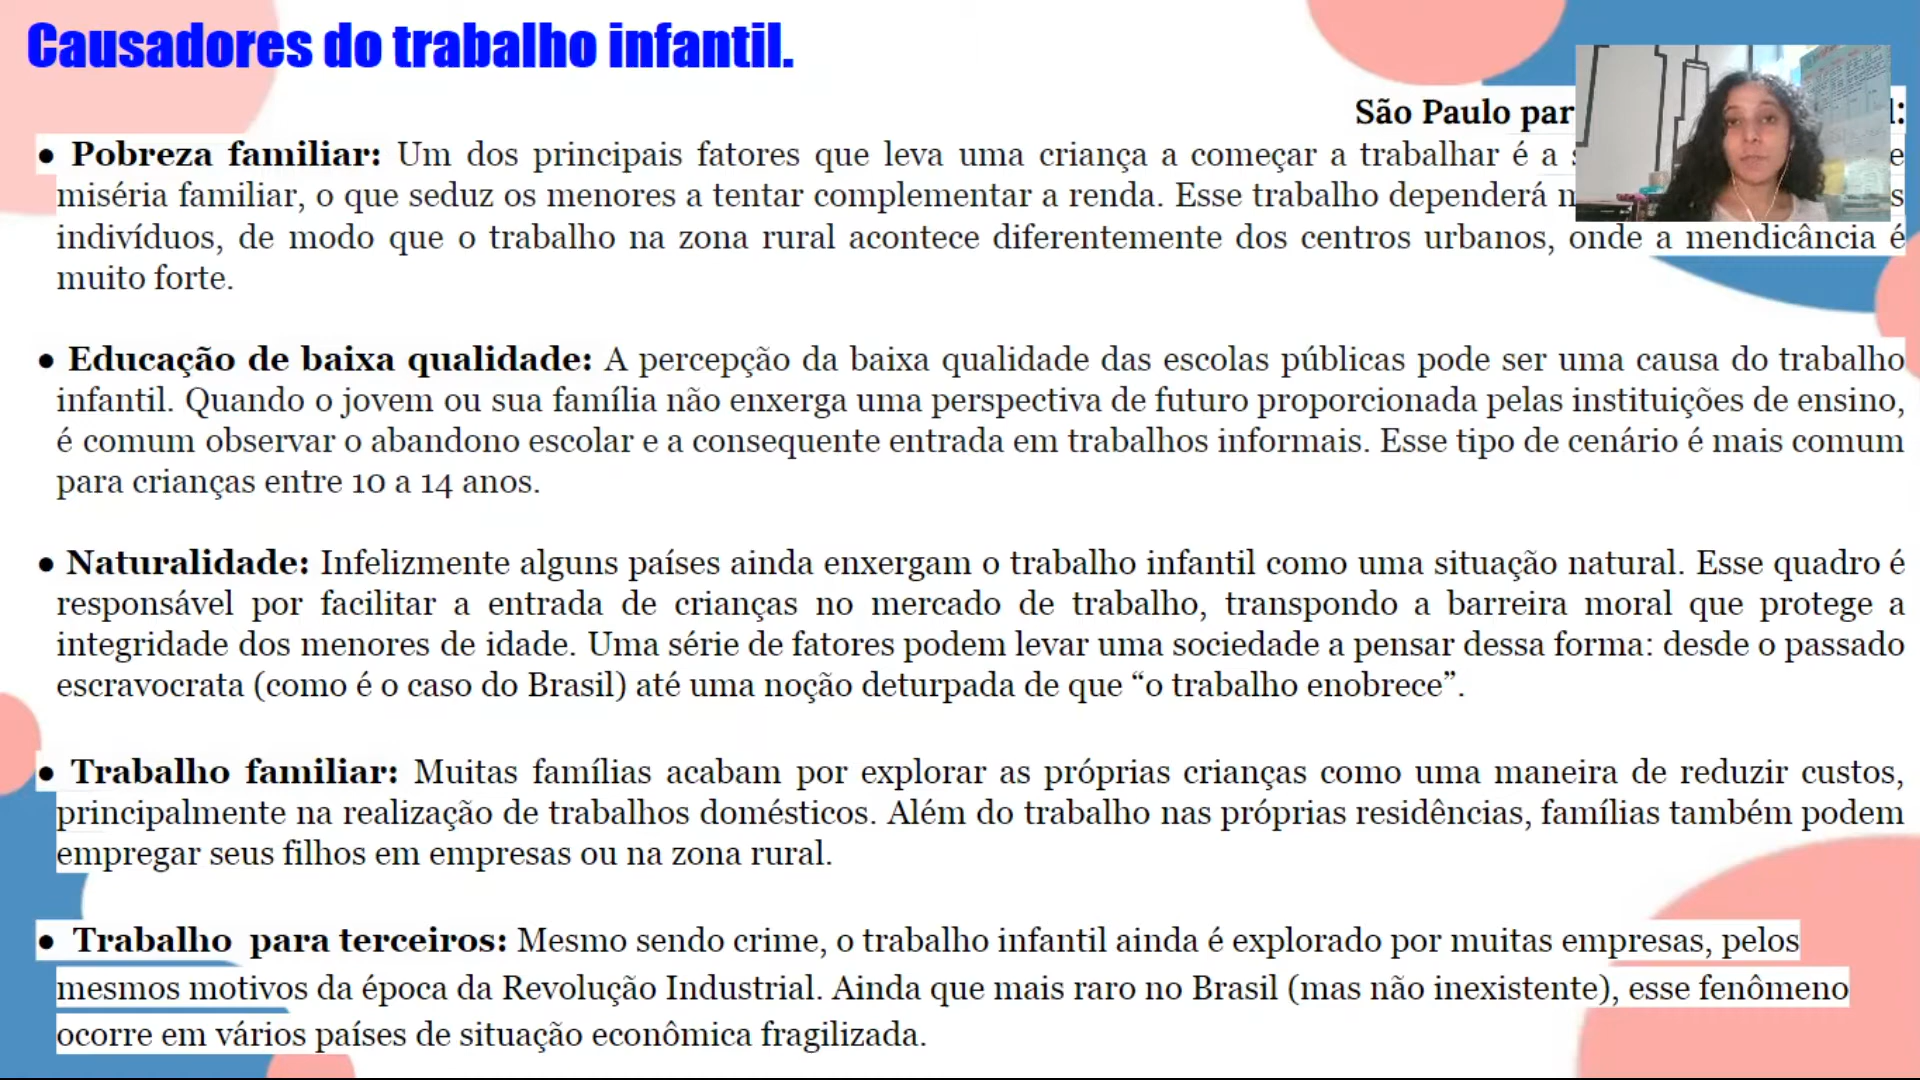 Causadores do trabalho infantil.
São Paulo par
● Pobreza familiar: Um dos principais fatores que leva uma criança a começar a trabalhar é a
miséria familiar, o que seduz os menores a tentar complementar a renda. Esse trabalho dependerá
indivíduos, de modo que o trabalho na zona rural acontece diferentemente dos centros urbanos, onde a mendicância é
muito forte.
● Educação de baixa qualidade: A percepção da baixa qualidade das escolas públicas pode ser uma causa do trabalho
infantil. Quando o jovem ou sua família não enxerga uma perspectiva de futuro proporcionada pelas instituições de ensino,
é comum observar o abandono escolar e a consequente entrada em trabalhos informais. Esse tipo de cenário é mais comum
para crianças entre 10 a 14 anos.
● Naturalidade: Infelizmente alguns países ainda enxergam o trabalho infantil como uma situação natural. Esse quadro é
responsável por facilitar a entrada de crianças no mercado de trabalho, transpondo a barreira moral que protege a
integridade dos menores de idade. Uma série de fatores podem levar uma sociedade a pensar dessa forma: desde o passado
escravocrata (como é o caso do Brasil) até uma noção deturpada de que “o trabalho enobrece”.
● Trabalho familiar: Muitas famílias acabam por explorar as próprias crianças como uma maneira de reduzir custos,
principalmente na realização de trabalhos domésticos. Além do trabalho nas próprias residências, famílias também podem
empregar seus filhos em empresas ou na zona rural.
● Trabalho para terceiros: Mesmo sendo crime, o trabalho infantil ainda é explorado por muitas empresas, pelos
mesmos motivos da época da Revolução Industrial. Ainda que mais raro no Brasil (mas não inexistente), esse fenômeno
ocorre em vários países de situação econômica fragilizada.